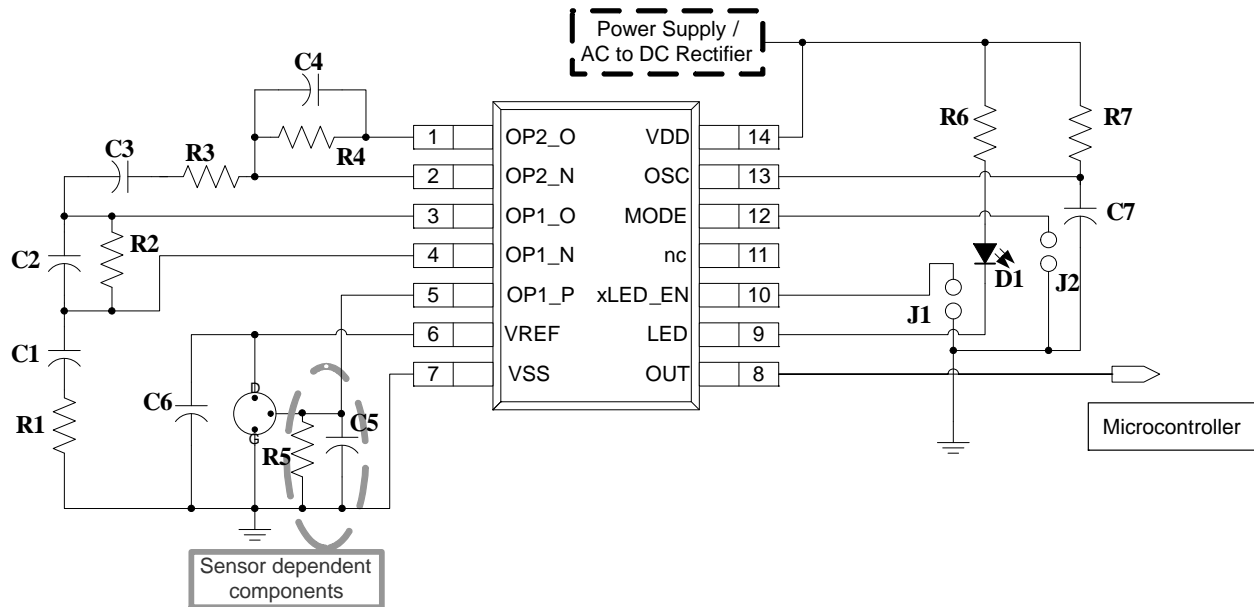 Power Supply /
AC to DC Rectifier
C4
R4
C3
R3
C2
R2
C1
R1
C6
D
G
R5
C5
1
OP2_O
2
OP2_N
3
OP1_O
4
OP1_N
5
OP1_P
6
VREF
7
VSS
VDD
14
OSC
13
MODE
12
nc
11
xLED_EN
10
LED
9
OUT
8
R6
R7
C7
D1
J2
J1
Microcontroller
Sensor dependent
components